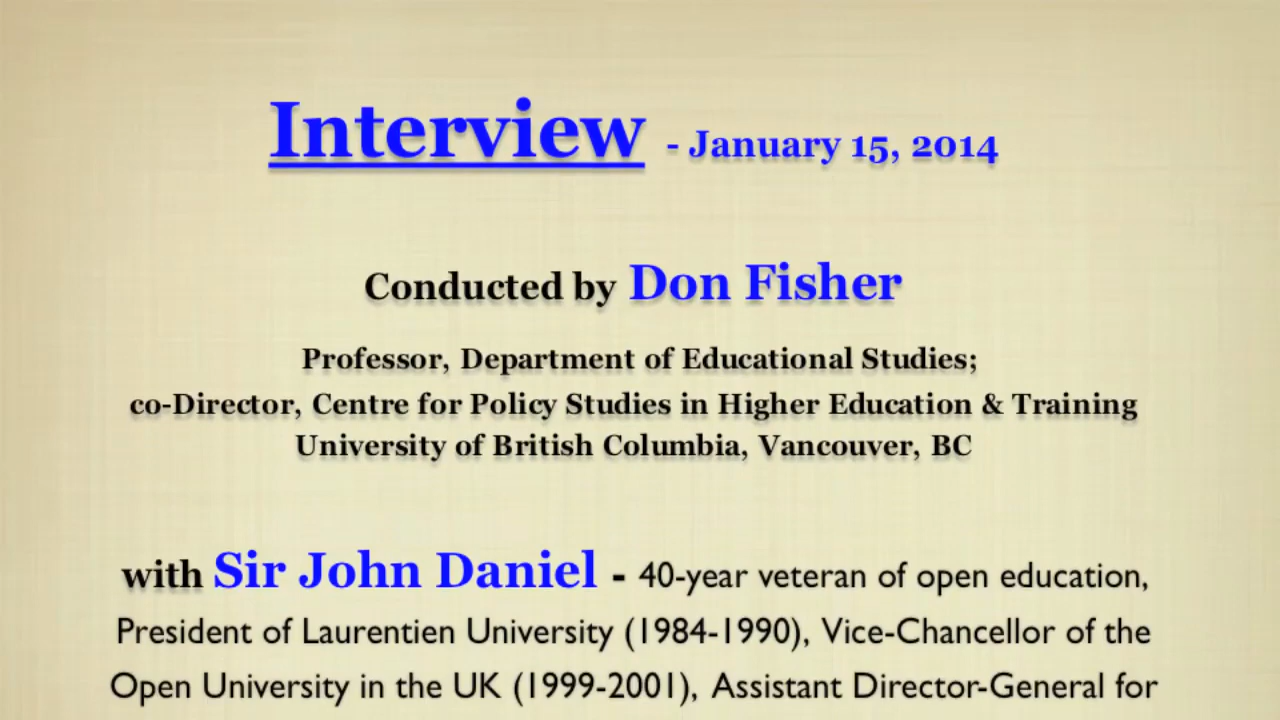 Interview - January 15, 2014
Conducted by Don Fisher
Professor, Department of Educational Studies;
co-Director, Centre for Policy Studies in Higher Education & Training
University of British Columbia, Vancouver, BC
with Sir John Daniel - 40-year veteran of open education,
President of Laurentien University (1984-1990), Vice-Chancellor of the
Open University in the UK (1999-2001), Assistant Director-General for